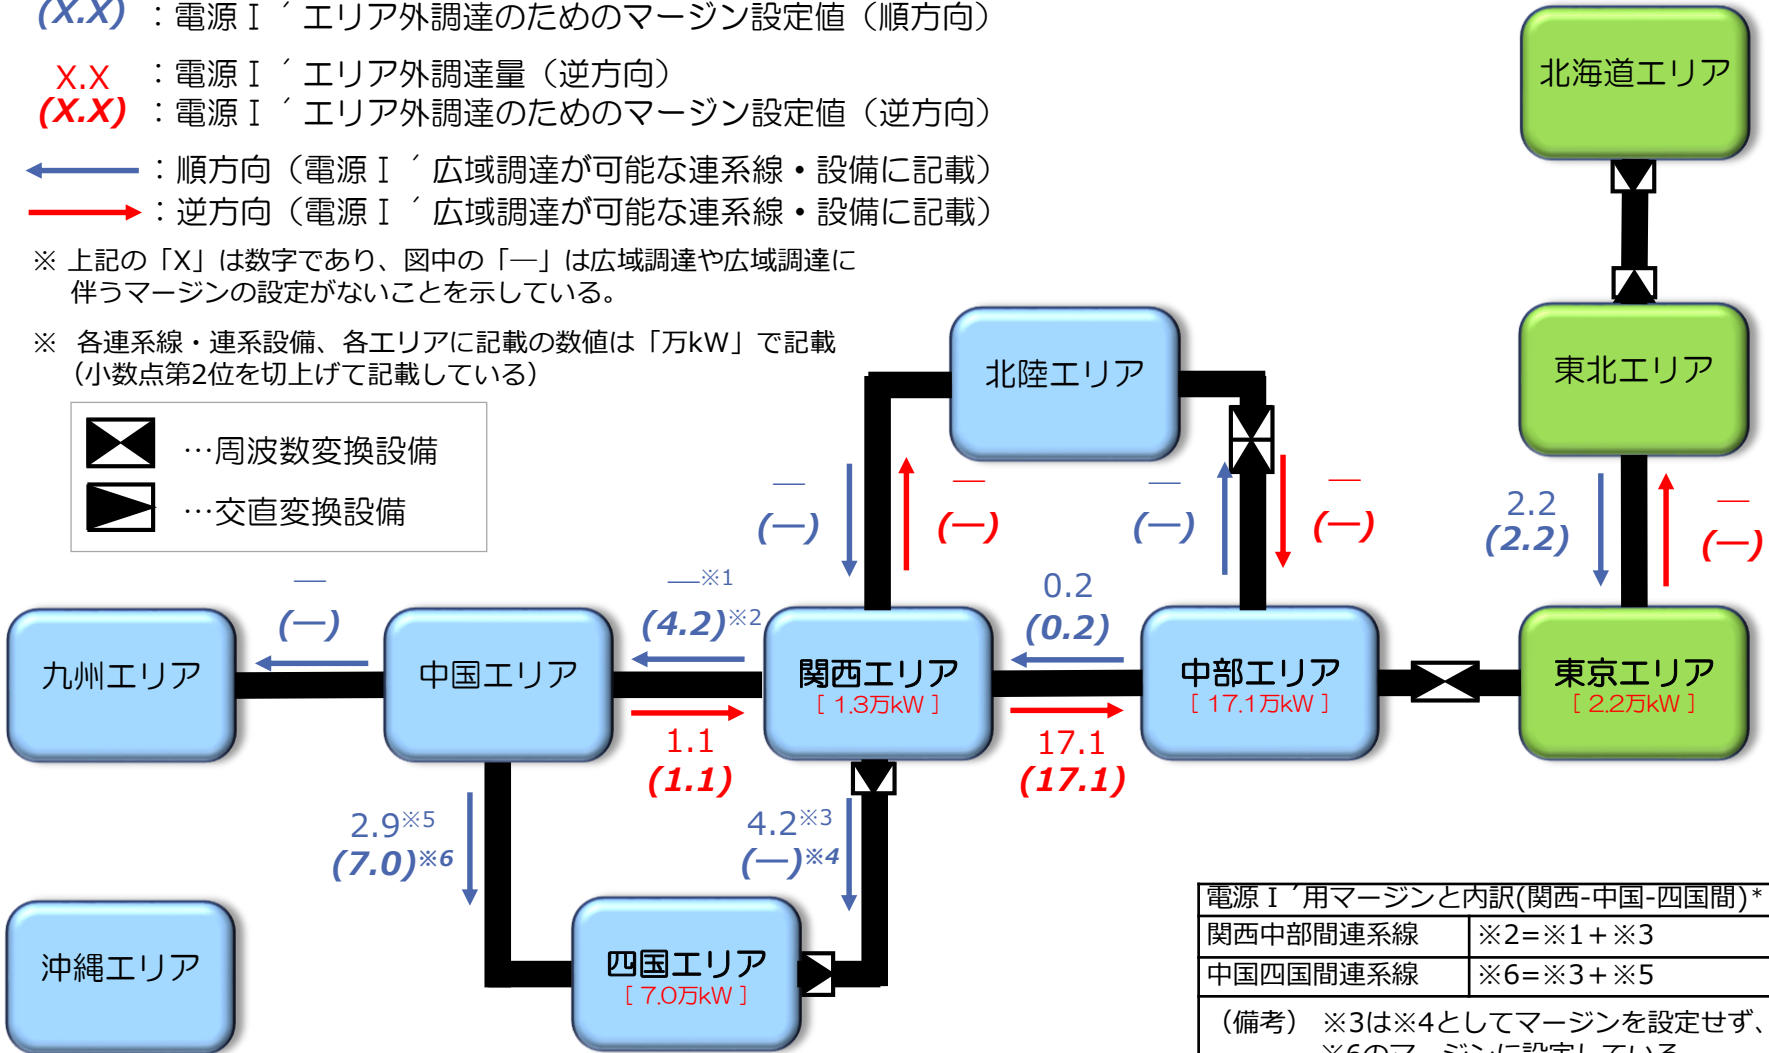 (X.X) ：電源Ⅰ´エリア外調達のためのマージン設定値（順方向）
X.X ：電源Ⅰ´エリア外調達量（逆方向）
(X.X) ：電源Ⅰ´エリア外調達のためのマージン設定値（逆方向）
：順方向（電源Ⅰ´広域調達が可能な連系線・設備に記載）
：逆方向（電源Ⅰ´広域調達が可能な連系線・設備に記載）
※ 上記の「X」は数字であり、図中の「―」は広域調達や広域調達に
伴うマージンの設定がないことを示している。
※ 各連系線・連系設備、各エリアに記載の数値は「万kW」で記載
（小数点第2位を切上げて記載している）
…周波数変換設備
…交直変換設備
北海道エリア
東北エリア
北陸エリア
―
(―)
―
(―)
―
(―)
―
(―)
2.2
(2.2)
―
(―)
―
(―)
―※1
(4.2)※2
0.2
(0.2)
九州エリア
中国エリア
関西エリア
[ 1.3万kW ]
中部エリア
[ 17.1万kW ]
東京エリア
[ 2.2万kW ]
1.1
(1.1)
17.1
(17.1)
2.9※5
(7.0)※6
4.2※3
(―)※4
沖縄エリア
四国エリア
[ 7.0万kW ]
電源Ⅰ´用マージンと内訳(関西-中国-四国間)*
関西中部間連系線 ※2=※1＋※3
中国四国間連系線 ※6=※3＋※5
（備考） ※3は※4としてマージンを設定せず、
※6のマージンに設定している